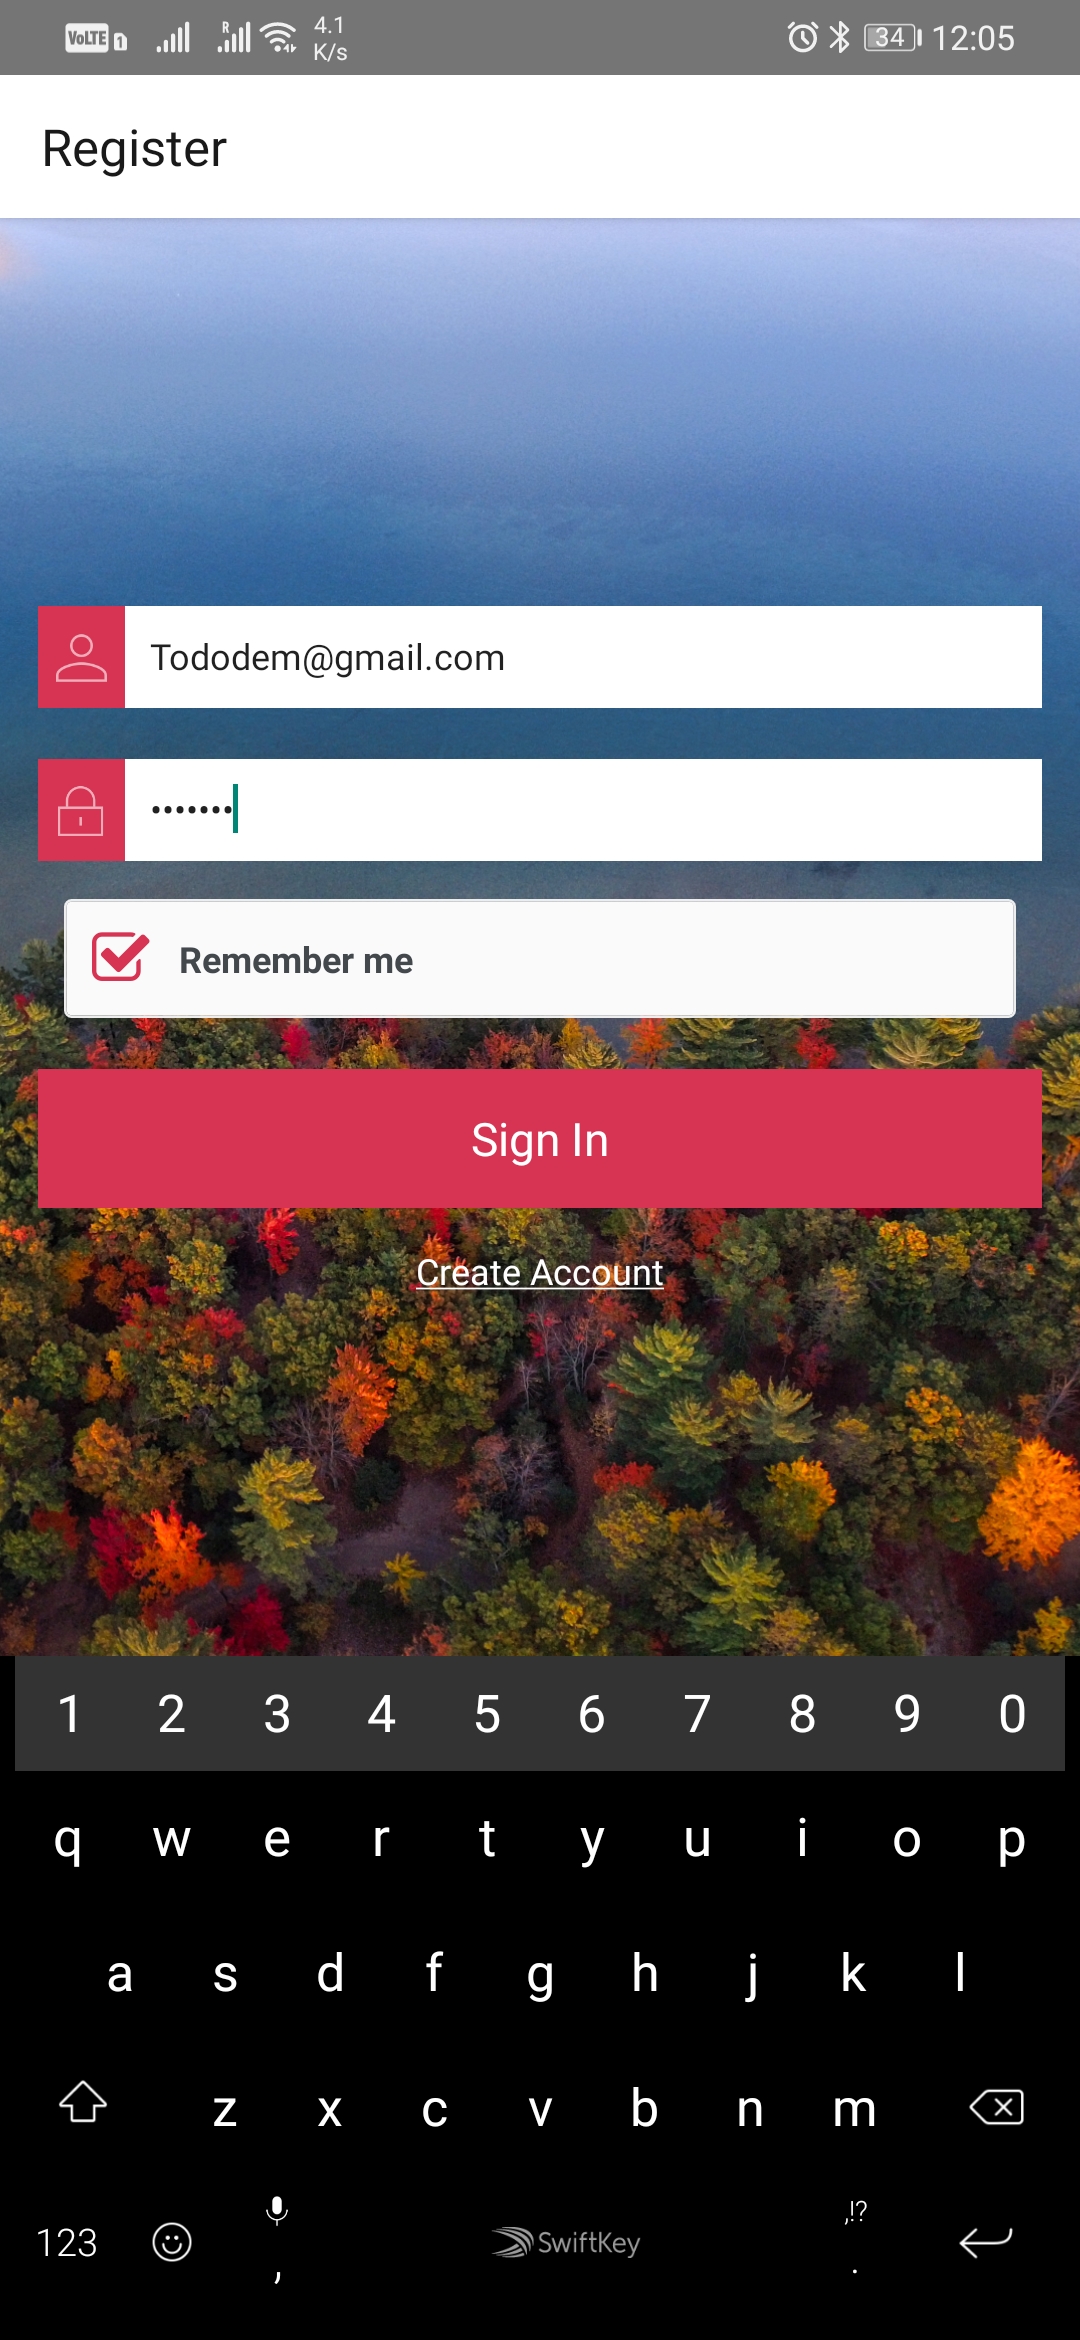 VoLTE 1 R 4.1 K/s 34 12:05
Register
Tododem@gmail.com
•••••••
Remember me
Sign In
Create Account
1 2 3 4 5 6 7 8 9 0
q w e r t y u i o p
a s d f g h j k l
z x c v b n m
123 , SwiftKey ,!? .